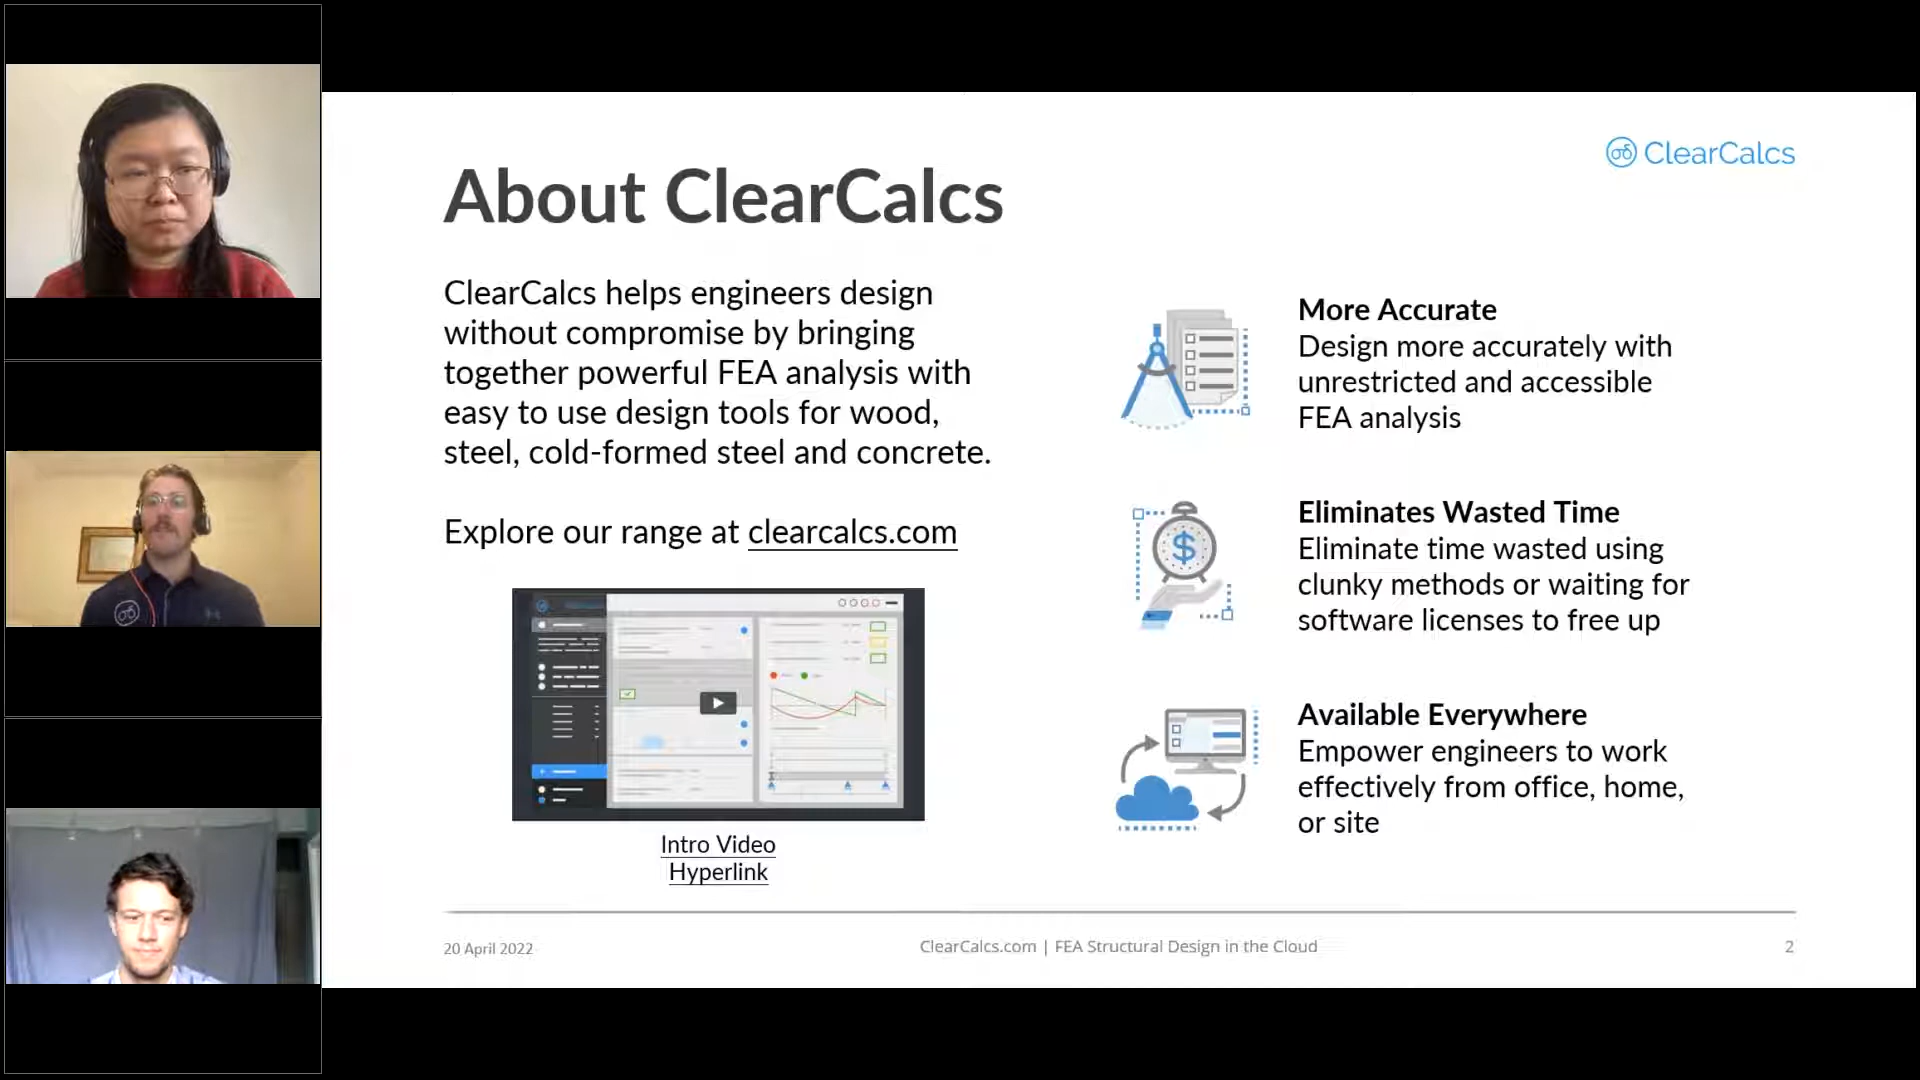 ClearCalcs
About ClearCalcs
ClearCalcs helps engineers design
without compromise by bringing
together powerful FEA analysis with
easy to use design tools for wood,
steel, cold-formed steel and concrete.
Explore our range at clearcalcs.com
Intro Video
Hyperlink
More Accurate
Design more accurately with
unrestricted and accessible
FEA analysis
Eliminates Wasted Time
Eliminate time wasted using
clunky methods or waiting for
software licenses to free up
Available Everywhere
Empower engineers to work
effectively from office, home,
or site
20 April 2022
ClearCalcs.com | FEA Structural Design in the Cloud
2